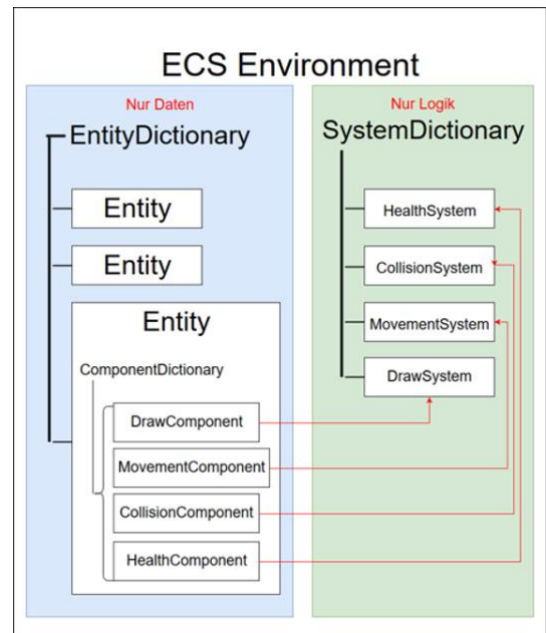 ECS Environment
Nur Daten
EntityDictionary
Entity
Entity
Entity
ComponentDictionary
DrawComponent
MovementComponent
CollisionComponent
HealthComponent
Nur Logik
SystemDictionary
HealthSystem
CollisionSystem
MovementSystem
DrawSystem